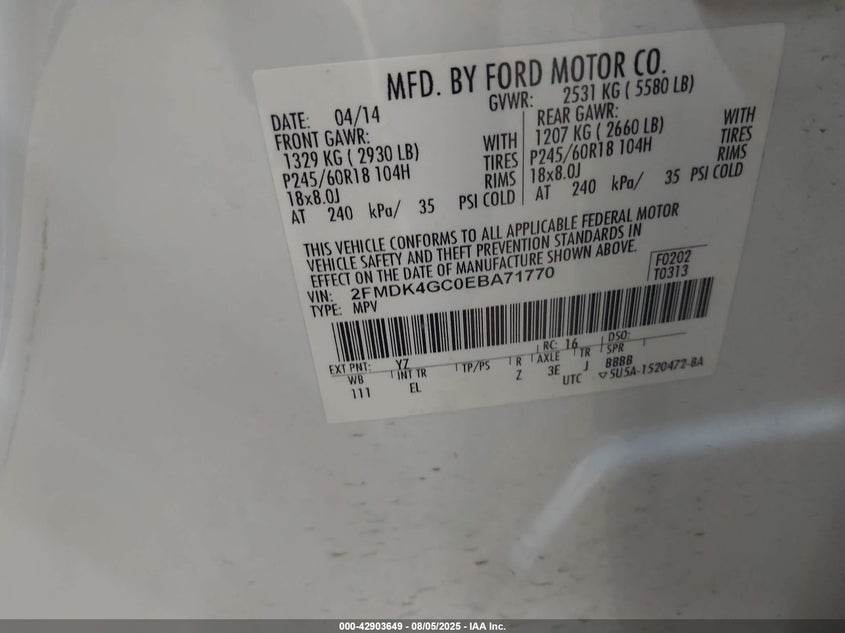 MFD. BY FORD MOTOR CO.
DATE: 04/14 GVWR: 2531 KG ( 5580 LB)
FRONT GAWR: REAR GAWR:
1329 KG ( 2930 LB) WITH 1207 KG ( 2660 LB) WITH
P245/60R18 104H TIRES P245/60R18 104H TIRES
18x8.0J RIMS 18x8.0J RIMS
AT 240 kPa/ 35 PSI COLD AT 240 kPa/ 35 PSI COLD
THIS VEHICLE CONFORMS TO ALL APPLICABLE FEDERAL MOTOR
VEHICLE SAFETY AND THEFT PREVENTION STANDARDS IN
EFFECT ON THE DATE OF MANUFACTURE SHOWN ABOVE.
F0202
T0313
VIN: 2FMDK4GC0EBA71770
TYPE: MPV
EXT PNT: YZ RC: 16 DSO:
WB INT TR TP/PS R AXLE TR SPR
111 EL Z 3E J BBBB
UTC ▽5U5A-1520472-BA
000-42903649 - 08/05/2025 - IAA Inc.